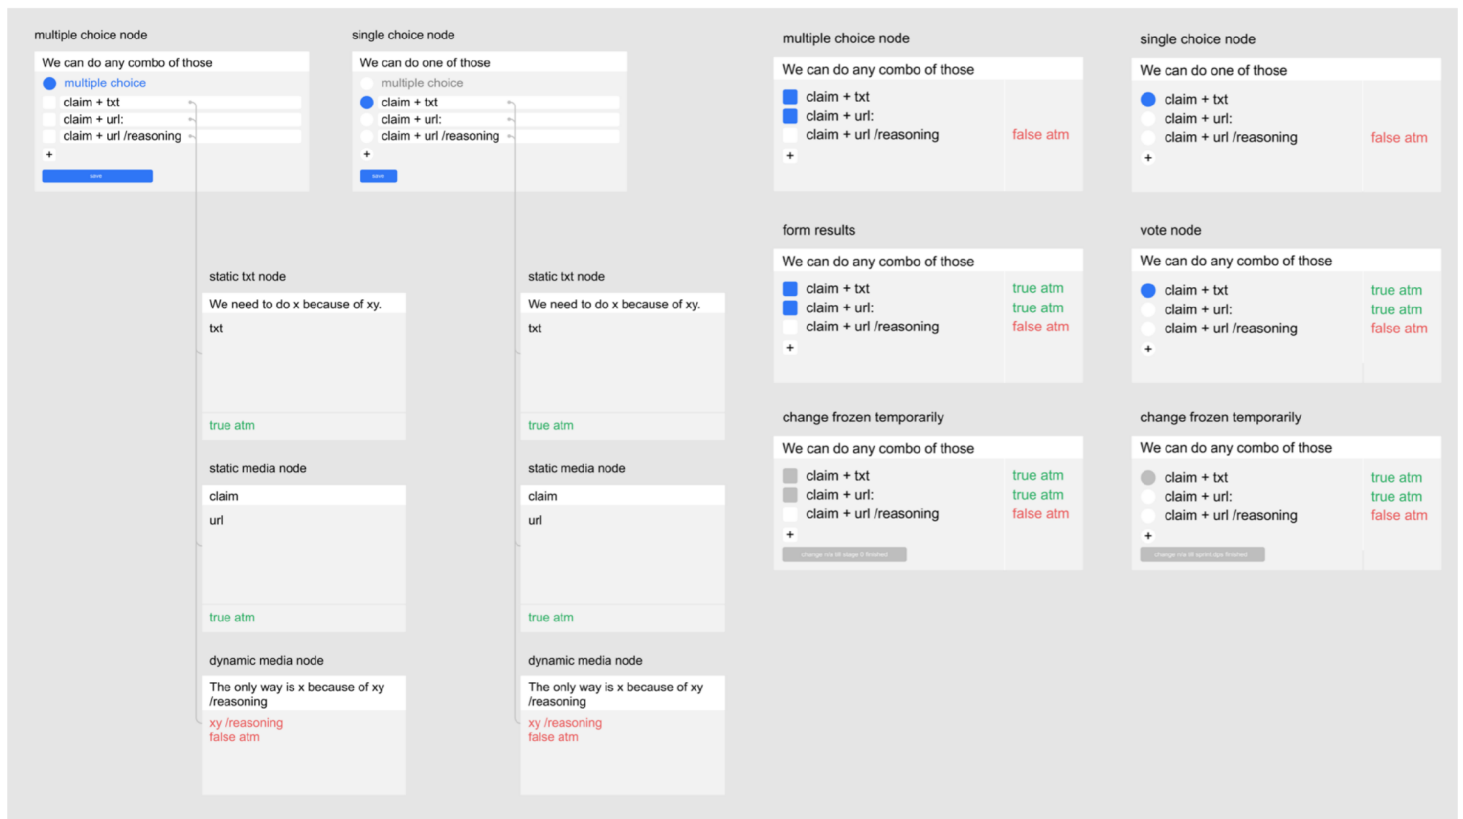 multiple choice node
We can do any combo of those
multiple choice
claim + txt
claim + url:
claim + url /reasoning
+
save
single choice node
We can do one of those
multiple choice
claim + txt
claim + url:
claim + url /reasoning
+
save
static txt node
We need to do x because of xy.
txt
true atm
static media node
claim
url
true atm
dynamic media node
The only way is x because of xy
/reasoning
xy /reasoning
false atm
static txt node
We need to do x because of xy.
txt
true atm
static media node
claim
url
true atm
dynamic media node
The only way is x because of xy
/reasoning
xy /reasoning
false atm
multiple choice node
We can do any combo of those
claim + txt
claim + url:
claim + url /reasoning false atm
+
single choice node
We can do one of those
claim + txt
claim + url:
claim + url /reasoning false atm
+
form results
We can do any combo of those
claim + txt true atm
claim + url: true atm
claim + url /reasoning false atm
+
vote node
We can do any combo of those
claim + txt true atm
claim + url: true atm
claim + url /reasoning false atm
+
change frozen temporarily
We can do any combo of those
claim + txt true atm
claim + url: true atm
claim + url /reasoning false atm
+
change n/a till stage 0 finished
change frozen temporarily
We can do any combo of those
claim + txt true atm
claim + url: true atm
claim + url /reasoning false atm
+
change n/a till sprint.dps finished